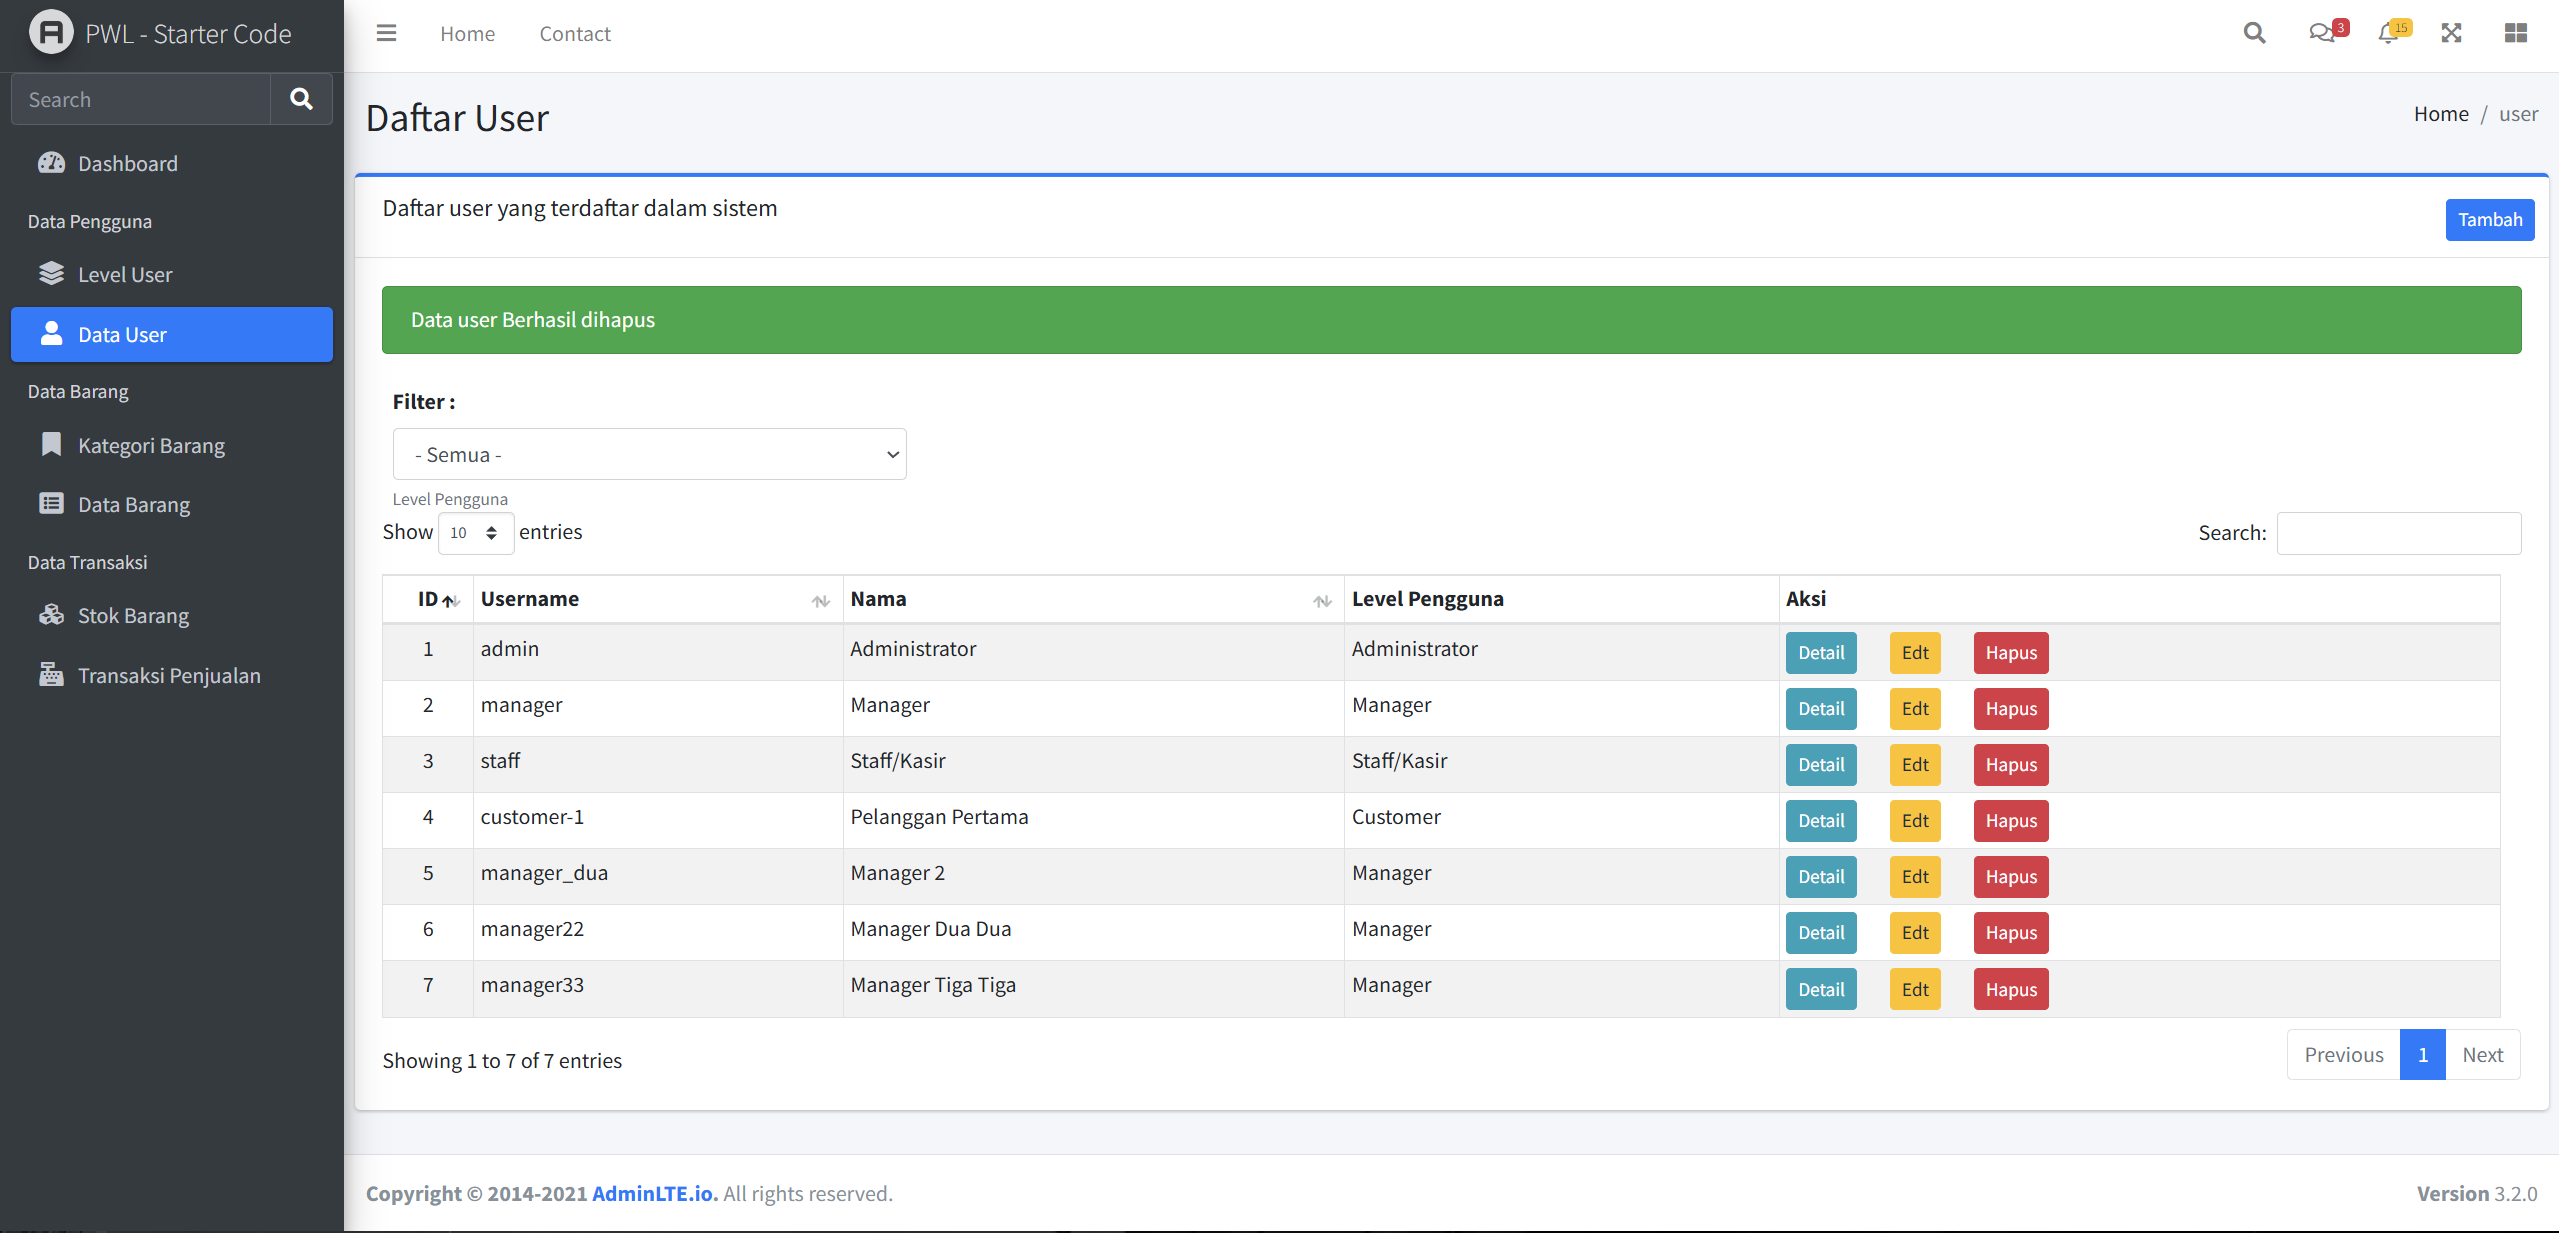 PWL - Starter Code
Home Contact
3
15
Search
Daftar User
Home / user
Dashboard
Data Pengguna
Level User
Data User
Data Barang
Kategori Barang
Data Barang
Data Transaksi
Stok Barang
Transaksi Penjualan
Daftar user yang terdaftar dalam sistem
Tambah
Data user Berhasil dihapus
Filter :
- Semua -
Level Pengguna
Show 10 entries
Search:
ID Username Nama Level Pengguna Aksi
1 admin Administrator Administrator Detail Edt Hapus
2 manager Manager Manager Detail Edt Hapus
3 staff Staff/Kasir Staff/Kasir Detail Edt Hapus
4 customer-1 Pelanggan Pertama Customer Detail Edt Hapus
5 manager_dua Manager 2 Manager Detail Edt Hapus
6 manager22 Manager Dua Dua Manager Detail Edt Hapus
7 manager33 Manager Tiga Tiga Manager Detail Edt Hapus
Showing 1 to 7 of 7 entries
Previous 1 Next
Copyright © 2014-2021 AdminLTE.io. All rights reserved.
Version 3.2.0